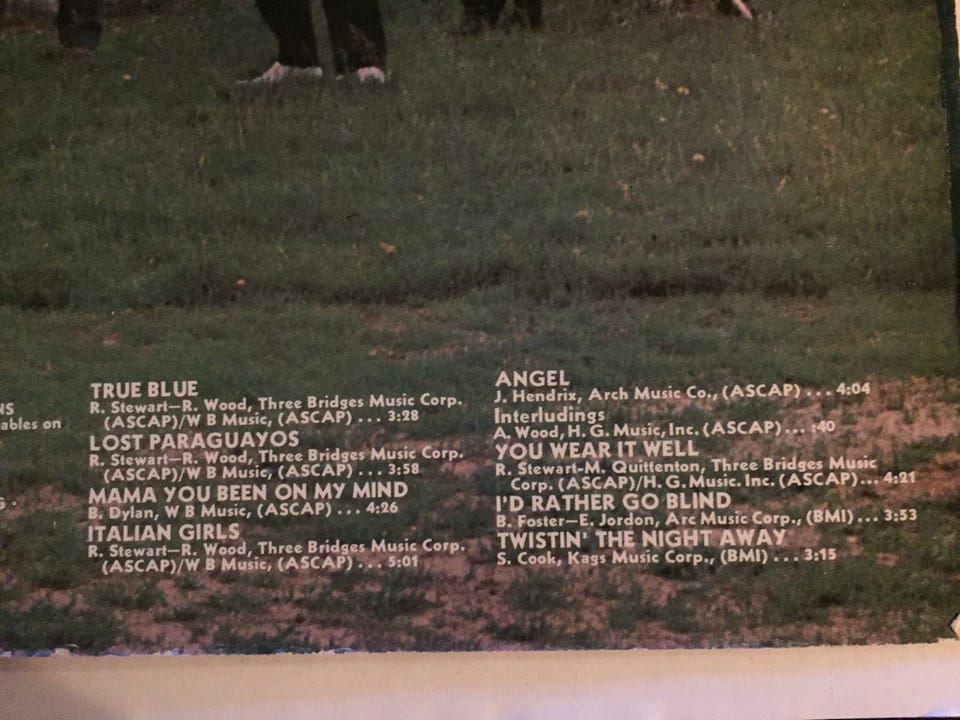 NS
ables on
G.
TRUE BLUE
R. Stewart—R. Wood, Three Bridges Music Corp.
(ASCAP)/W B Music, (ASCAP) ... 3:28
LOST PARAGUAYOS
R. Stewart—R. Wood, Three Bridges Music Corp.
(ASCAP)/W B Music, (ASCAP) ... 3:58
MAMA YOU BEEN ON MY MIND
B. Dylan, W B Music, (ASCAP) ... 4:26
ITALIAN GIRLS
R. Stewart—R. Wood, Three Bridges Music Corp.
(ASCAP)/W B Music, (ASCAP) ... 5:01
ANGEL
J. Hendrix, Arch Music Co., (ASCAP) ... 4:04
Interludings
A. Wood, H. G. Music, Inc. (ASCAP) ... :40
YOU WEAR IT WELL
R. Stewart-M. Quittenton, Three Bridges Music
Corp. (ASCAP)/H. G. Music. Inc. (ASCAP)... 4:21
I'D RATHER GO BLIND
B. Foster—E. Jordon, Arc Music Corp., (BMI) ... 3:53
TWISTIN' THE NIGHT AWAY
S. Cook, Kags Music Corp., (BMI) ... 3:15